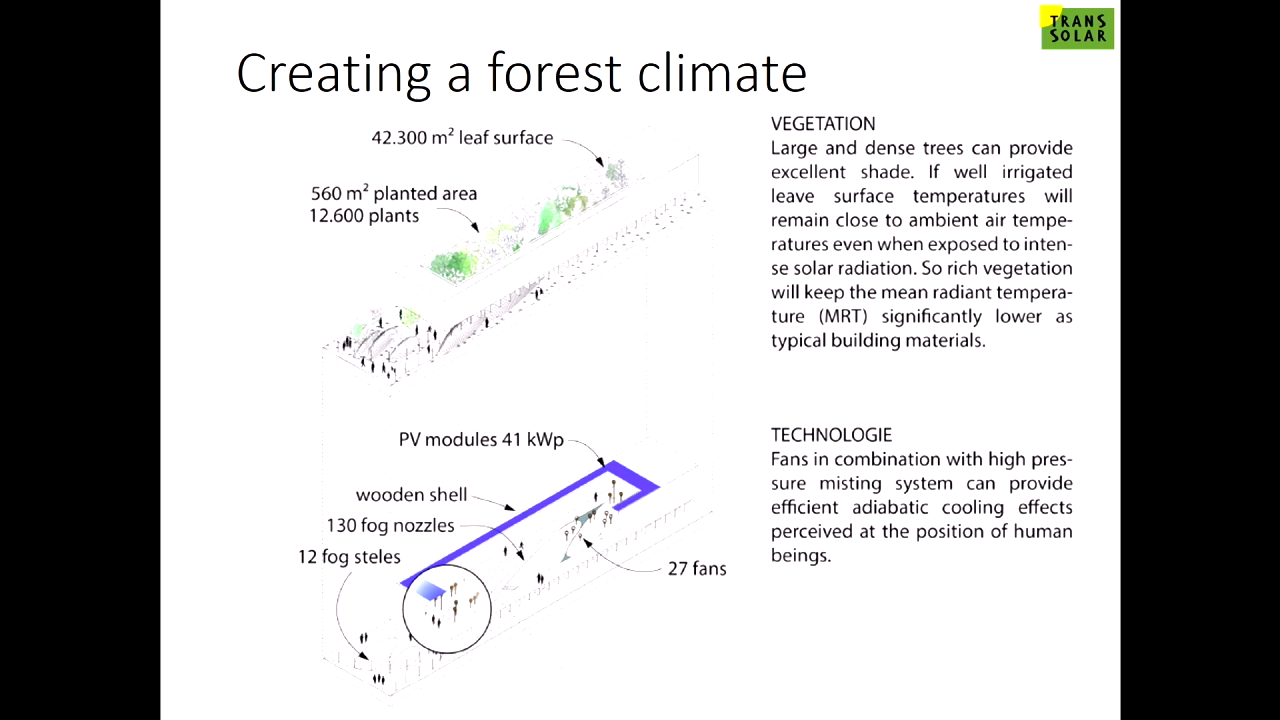 TRANS
SOLAR
Creating a forest climate
42.300 m² leaf surface
560 m² planted area
12.600 plants
VEGETATION
Large and dense trees can provide
excellent shade. If well irrigated
leave surface temperatures will
remain close to ambient air tempe-
ratures even when exposed to inten-
se solar radiation. So rich vegetation
will keep the mean radiant tempera-
ture (MRT) significantly lower as
typical building materials.
PV modules 41 kWp
wooden shell
130 fog nozzles
12 fog steles
27 fans
TECHNOLOGIE
Fans in combination with high pres-
sure misting system can provide
efficient adiabatic cooling effects
perceived at the position of human
beings.